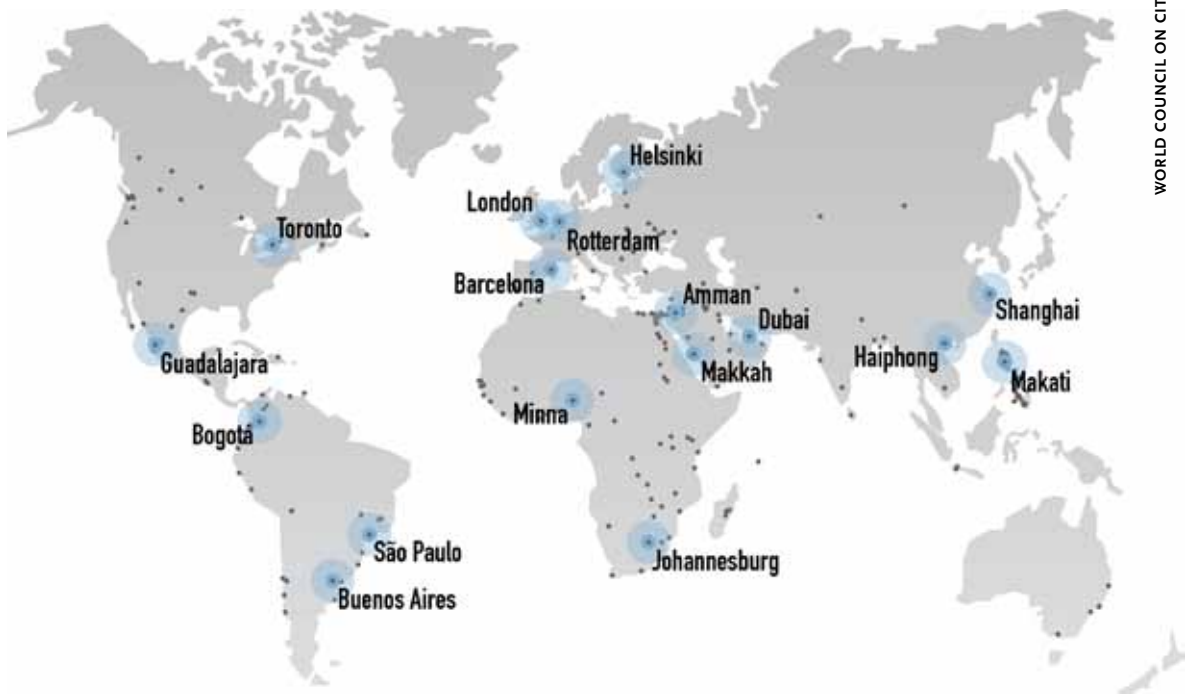 WORLD COUNCIL ON
Helsinki
London
Toronto
Rotterdam
Barcelona
Amman
Dubai
Shanghai
Haiphong
Guadalajara
Makkah
Makati
Minna
Bogotá
São Paulo
Johannesburg
Buenos Aires